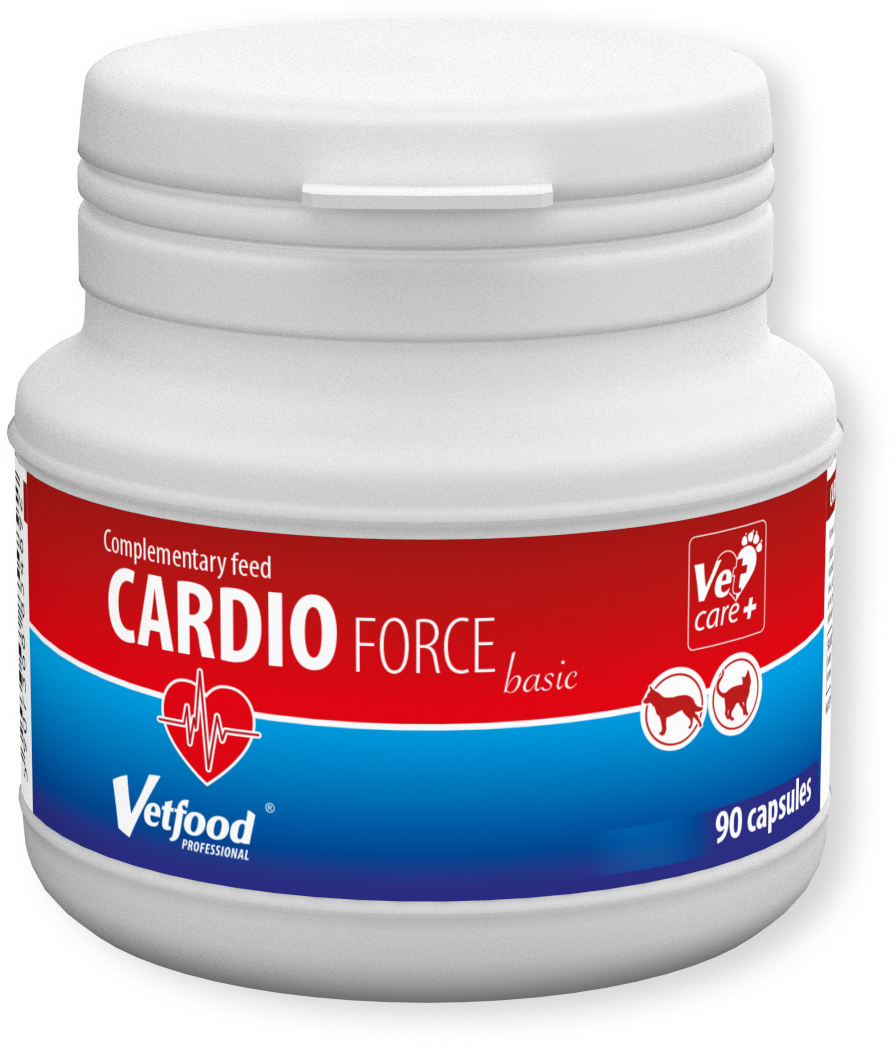 Complementary feed
CARDIO FORCE basic
Vet
care+
Vetfood®
PROFESSIONAL
90 capsules